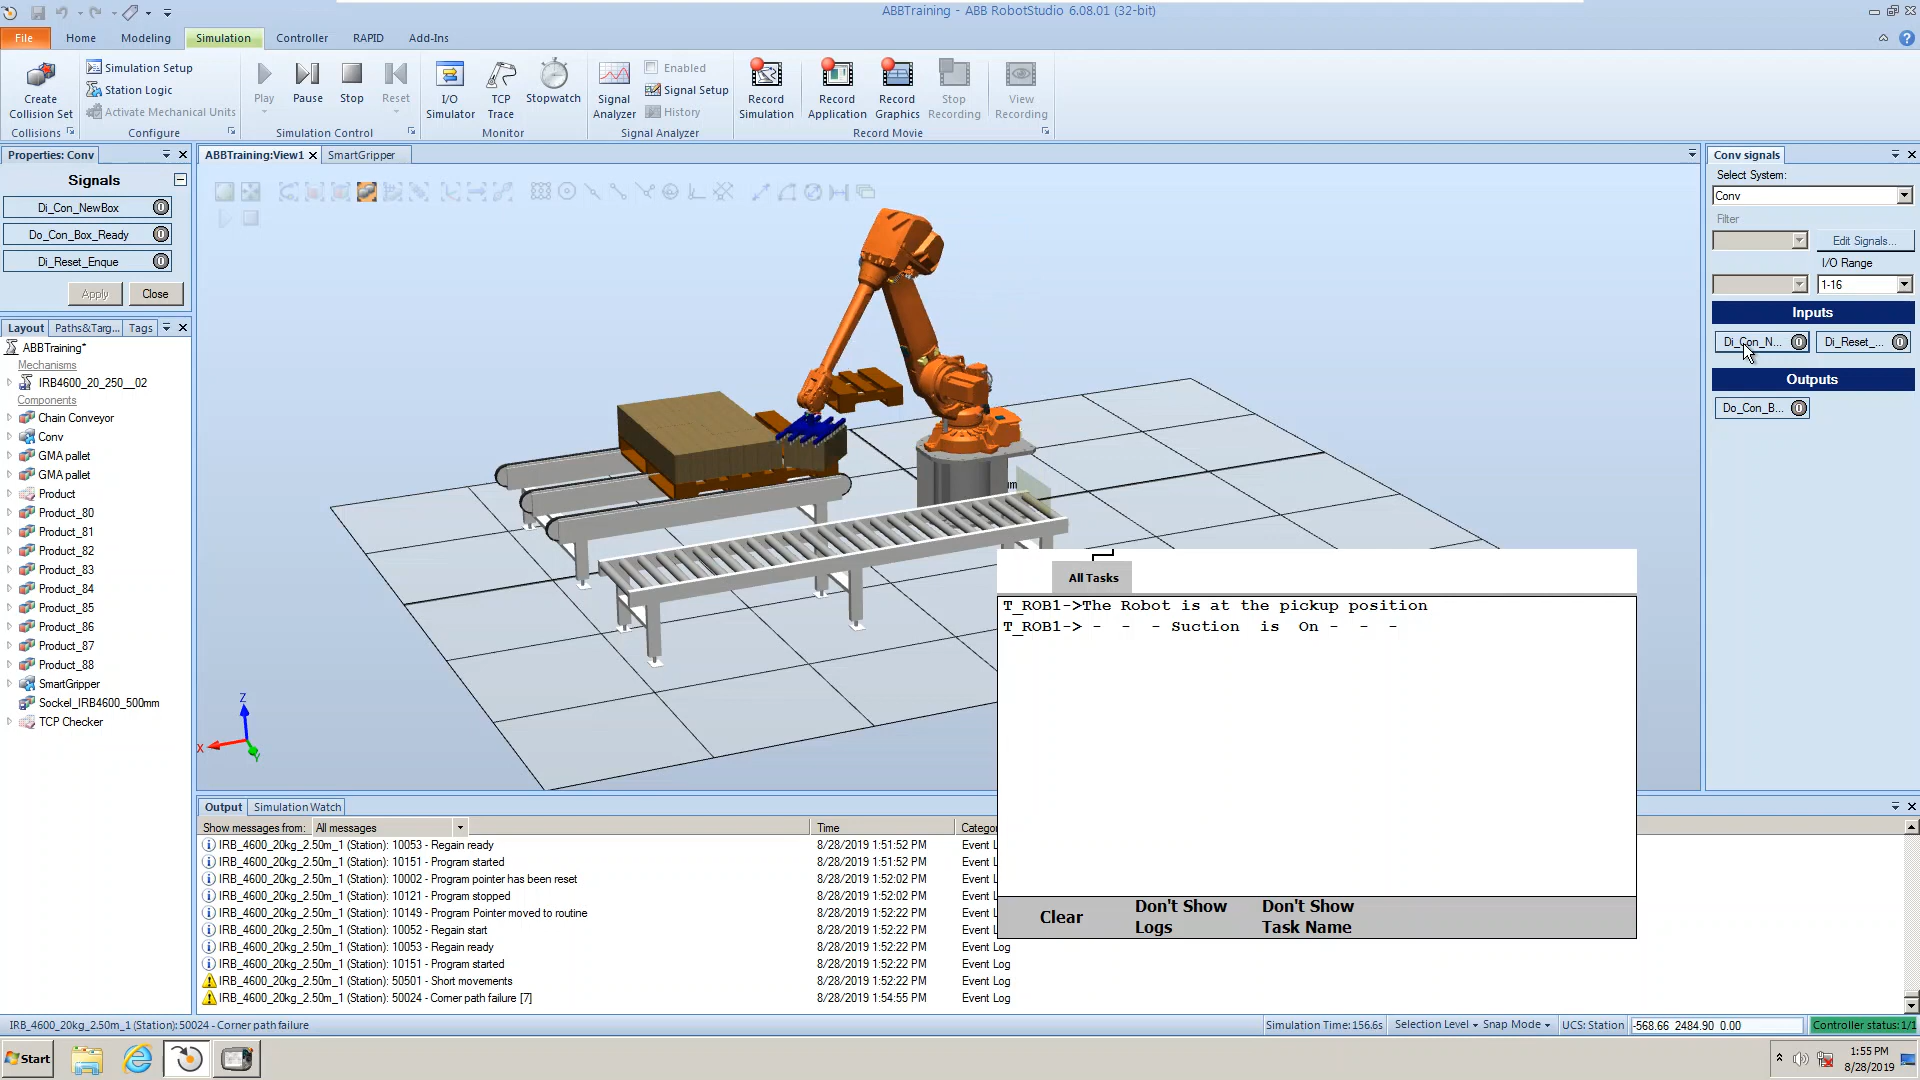 ABBTraining - ABB RobotStudio 6.08.01 (32-bit)
File Home Modeling Simulation Controller RAPID Add-Ins
Create Collision Set
Collisions
Simulation Setup
Station Logic
Activate Mechanical Units
Configure
Play Pause Stop Reset
Simulation Control
I/O Simulator
TCP Trace
Stopwatch
Monitor
Signal Analyzer
Enabled
Signal Setup
History
Signal Analyzer
Record Simulation
Record Application
Record Graphics
Stop Recording
View Recording
Record Movie
Properties: Conv
Signals
Di_Con_NewBox
Do_Con_Box_Ready
Di_Reset_Enque
Apply Close
Layout Paths&Targ... Tags
ABBTraining*
Mechanisms
IRB4600_20_250__02
Components
Chain Conveyor
Conv
GMA pallet
GMA pallet
Product
Product_80
Product_81
Product_82
Product_83
Product_84
Product_85
Product_86
Product_87
Product_88
SmartGripper
Sockel_IRB4600_500mm
TCP Checker
ABBTraining:View1 SmartGripper
Z
X
Y
All Tasks
T_ROB1->The Robot is at the pickup position
T_ROB1-> - - - Suction is On - - -
Clear
Don't Show Logs
Don't Show Task Name
Conv signals
Select System:
Conv
Filter
Edit Signals...
I/O Range
1-16
Inputs
Di_Con_N... Di_Reset_...
Outputs
Do_Con_B...
Output Simulation Watch
Show messages from: All messages Time
IRB_4600_20kg_2.50m_1 (Station): 10053 - Regain ready 8/28/2019 1:51:52 PM
IRB_4600_20kg_2.50m_1 (Station): 10151 - Program started 8/28/2019 1:51:52 PM
IRB_4600_20kg_2.50m_1 (Station): 10002 - Program pointer has been reset 8/28/2019 1:52:02 PM
IRB_4600_20kg_2.50m_1 (Station): 10121 - Program stopped 8/28/2019 1:52:02 PM
IRB_4600_20kg_2.50m_1 (Station): 10149 - Program Pointer moved to routine 8/28/2019 1:52:22 PM
IRB_4600_20kg_2.50m_1 (Station): 10052 - Regain start 8/28/2019 1:52:22 PM
IRB_4600_20kg_2.50m_1 (Station): 10053 - Regain ready 8/28/2019 1:52:22 PM Event Log
IRB_4600_20kg_2.50m_1 (Station): 10151 - Program started 8/28/2019 1:52:22 PM Event Log
IRB_4600_20kg_2.50m_1 (Station): 50501 - Short movements 8/28/2019 1:52:22 PM Event Log
IRB_4600_20kg_2.50m_1 (Station): 50024 - Corner path failure [7] 8/28/2019 1:54:55 PM Event Log
IRB_4600_20kg_2.50m_1 (Station): 50024 - Corner path failure Simulation Time: 156.6s Selection Level Snap Mode UCS: Station -568.66 2484.90 0.00 Controller status: 1/1
Start
1:55 PM
8/28/2019